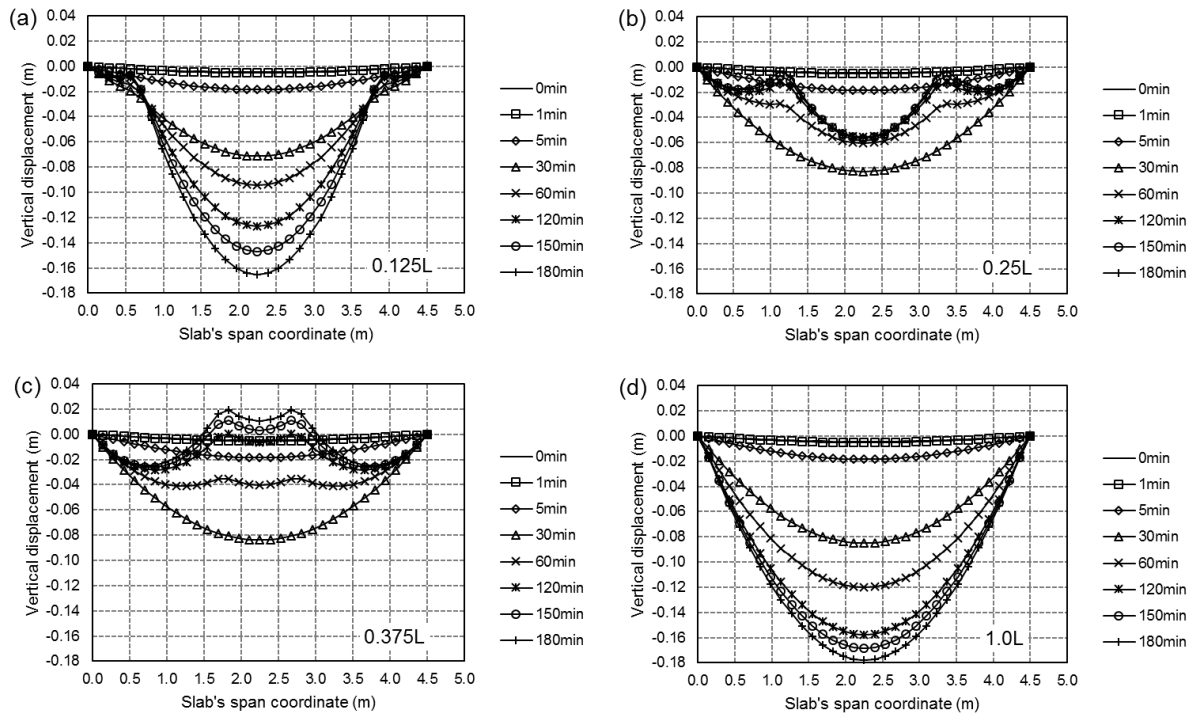 (a)
0.04
0.02
0.00
-0.02
-0.04
-0.06
-0.08
-0.10
-0.12
-0.14
-0.16
-0.18
Vertical displacement (m)
0.0 0.5 1.0 1.5 2.0 2.5 3.0 3.5 4.0 4.5 5.0
Slab's span coordinate (m)
0.125L
0min
1min
5min
30min
60min
120min
150min
180min
(b)
0.04
0.02
0.00
-0.02
-0.04
-0.06
-0.08
-0.10
-0.12
-0.14
-0.16
-0.18
Vertical displacement (m)
0.0 0.5 1.0 1.5 2.0 2.5 3.0 3.5 4.0 4.5 5.0
Slab's span coordinate (m)
0.25L
0min
1min
5min
30min
60min
120min
150min
180min
(c)
0.04
0.02
0.00
-0.02
-0.04
-0.06
-0.08
-0.10
-0.12
-0.14
-0.16
-0.18
Vertical displacement (m)
0.0 0.5 1.0 1.5 2.0 2.5 3.0 3.5 4.0 4.5 5.0
Slab's span coordinate (m)
0.375L
0min
1min
5min
30min
60min
120min
150min
180min
(d)
0.04
0.02
0.00
-0.02
-0.04
-0.06
-0.08
-0.10
-0.12
-0.14
-0.16
-0.18
Vertical displacement (m)
0.0 0.5 1.0 1.5 2.0 2.5 3.0 3.5 4.0 4.5 5.0
Slab's span coordinate (m)
1.0L
0min
1min
5min
30min
60min
120min
150min
180min